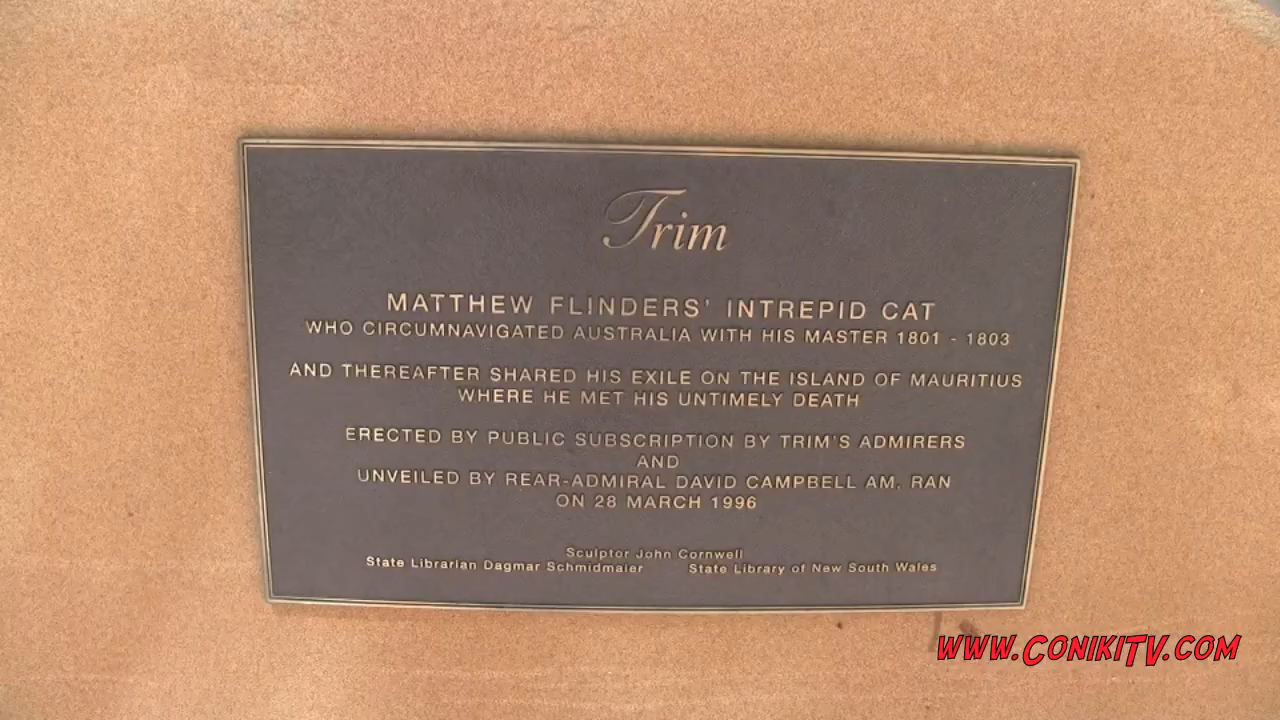 Trim
MATTHEW FLINDERS' INTREPID CAT
WHO CIRCUMNAVIGATED AUSTRALIA WITH HIS MASTER 1801 - 1803
AND THEREAFTER SHARED HIS EXILE ON THE ISLAND OF MAURITIUS
WHERE HE MET HIS UNTIMELY DEATH
ERECTED BY PUBLIC SUBSCRIPTION BY TRIM'S ADMIRERS
AND
UNVEILED BY REAR-ADMIRAL DAVID CAMPBELL AM, RAN
ON 28 MARCH 1996
Sculptor John Cornwell
State Librarian Dagmar Schmidmaier State Library of New South Wales
WWW.CONIKITV.COM